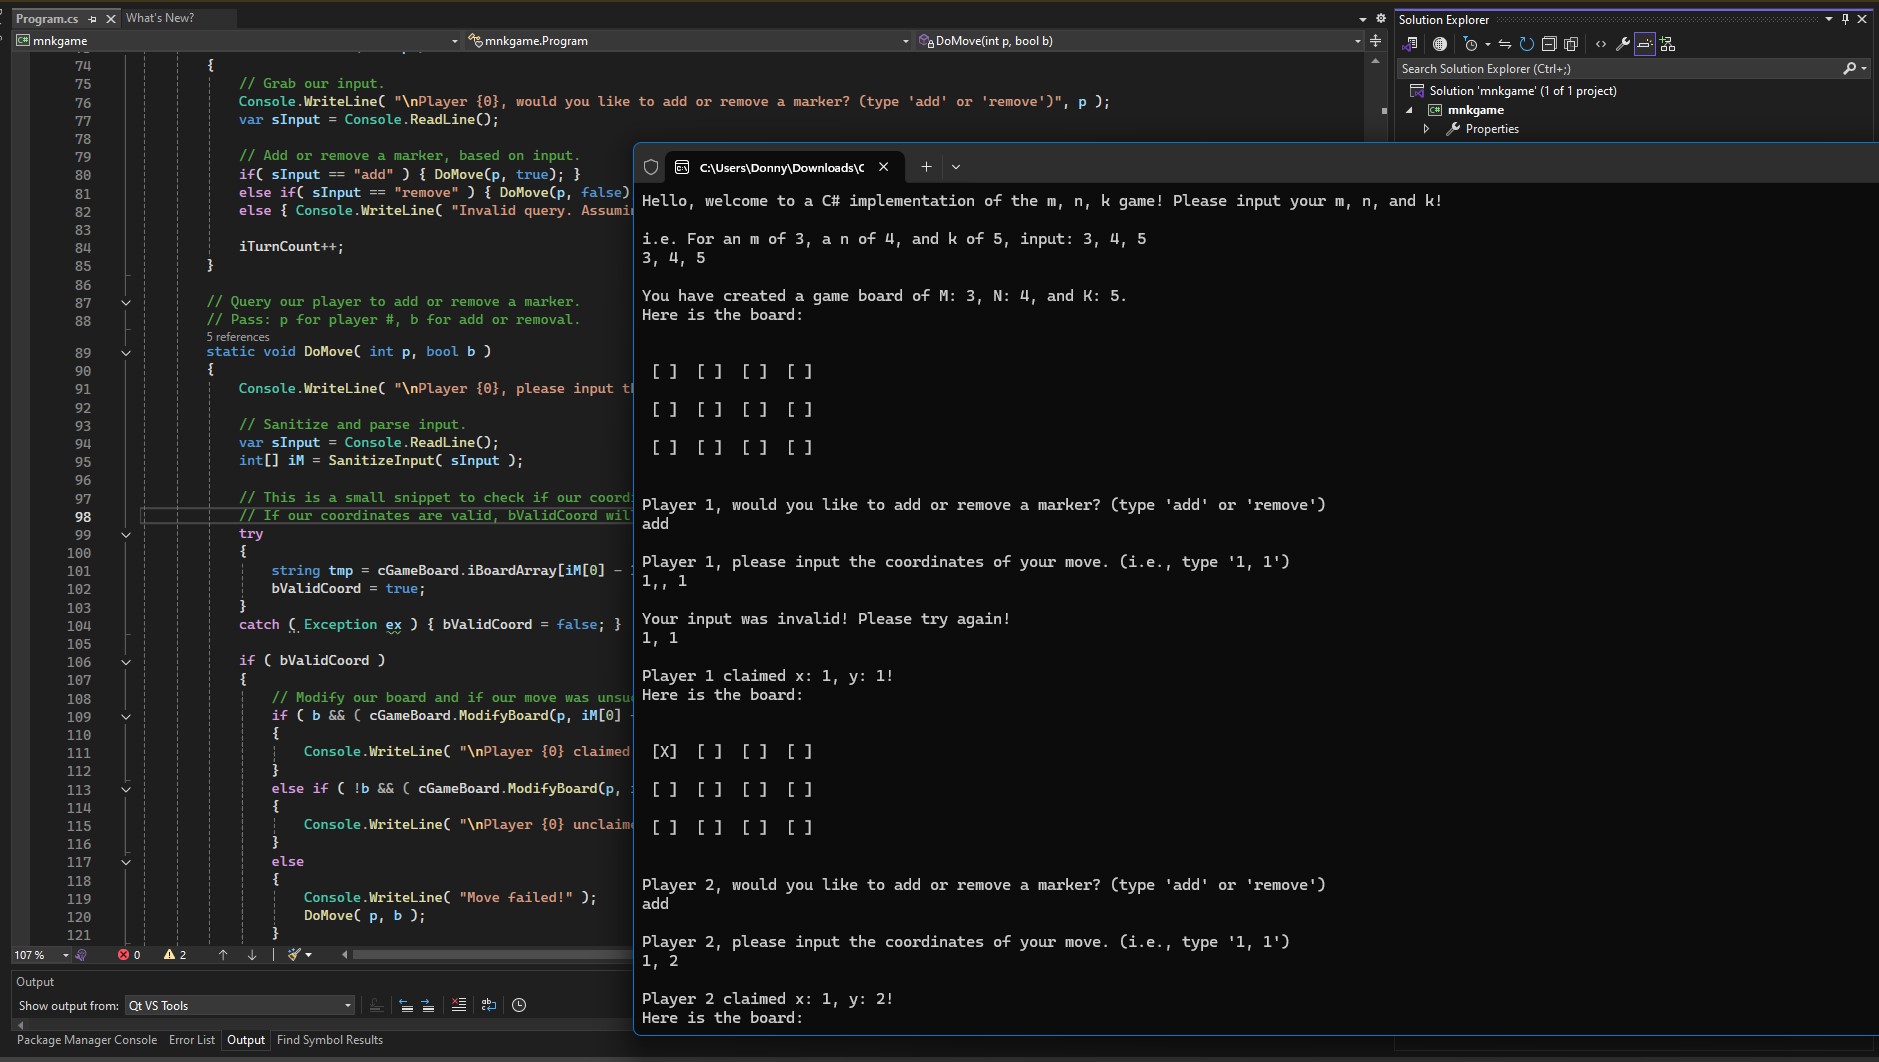 Program.cs
What's New?
mnkgame
mnkgame.Program
DoMove(int p, bool b)
74 {
75 // Grab our input.
76 Console.WriteLine( "\nPlayer {0}, would you like to add or remove a marker? (type 'add' or 'remove')", p );
77 var sInput = Console.ReadLine();
78
79 // Add or remove a marker, based on input.
80 if( sInput == "add" ) { DoMove(p, true); }
81 else if( sInput == "remove" ) { DoMove(p, false)
82 else { Console.WriteLine( "Invalid query. Assumin
83
84 iTurnCount++;
85 }
86
87 // Query our player to add or remove a marker.
88 // Pass: p for player #, b for add or removal.
5 references
89 static void DoMove( int p, bool b )
90 {
91 Console.WriteLine( "\nPlayer {0}, please input th
92
93 // Sanitize and parse input.
94 var sInput = Console.ReadLine();
95 int[] iM = SanitizeInput( sInput );
96
97 // This is a small snippet to check if our coordi
98 // If our coordinates are valid, bValidCoord wil
99 try
100 {
101 string tmp = cGameBoard.iBoardArray[iM[0] -
102 bValidCoord = true;
103 }
104 catch ( Exception ex ) { bValidCoord = false; }
105
106 if ( bValidCoord )
107 {
108 // Modify our board and if our move was unsu
109 if ( b && ( cGameBoard.ModifyBoard(p, iM[0] -
110 {
111 Console.WriteLine( "\nPlayer {0} claimed
112 }
113 else if ( !b && ( cGameBoard.ModifyBoard(p, i
114 {
115 Console.WriteLine( "\nPlayer {0} unclaime
116 }
117 else
118 {
119 Console.WriteLine( "Move failed!" );
120 DoMove( p, b );
121 }
107 %
0
2
Output
Show output from: Qt VS Tools
Package Manager Console Error List Output Find Symbol Results
Solution Explorer
Search Solution Explorer (Ctrl+;)
Solution 'mnkgame' (1 of 1 project)
C# mnkgame
Properties
C:\Users\Donny\Downloads\C
Hello, welcome to a C# implementation of the m, n, k game! Please input your m, n, and k!
i.e. For an m of 3, a n of 4, and k of 5, input: 3, 4, 5
3, 4, 5
You have created a game board of M: 3, N: 4, and K: 5.
Here is the board:
[ ] [ ] [ ] [ ]
[ ] [ ] [ ] [ ]
[ ] [ ] [ ] [ ]
Player 1, would you like to add or remove a marker? (type 'add' or 'remove')
add
Player 1, please input the coordinates of your move. (i.e., type '1, 1')
1,, 1
Your input was invalid! Please try again!
1, 1
Player 1 claimed x: 1, y: 1!
Here is the board:
[X] [ ] [ ] [ ]
[ ] [ ] [ ] [ ]
[ ] [ ] [ ] [ ]
Player 2, would you like to add or remove a marker? (type 'add' or 'remove')
add
Player 2, please input the coordinates of your move. (i.e., type '1, 1')
1, 2
Player 2 claimed x: 1, y: 2!
Here is the board: